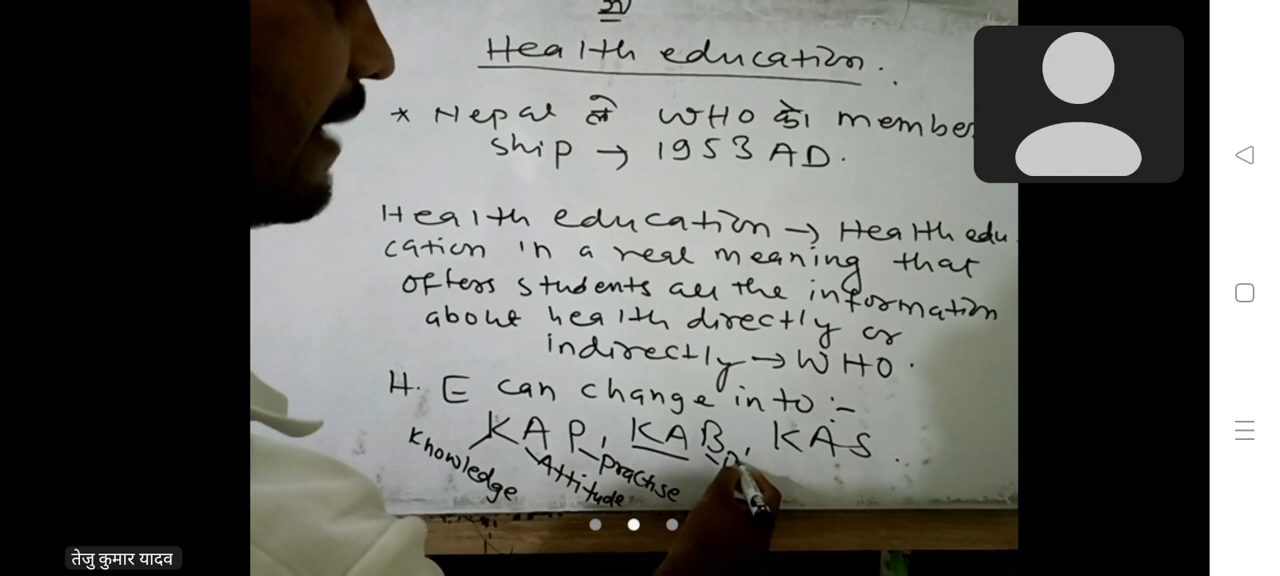 Health education.
* Nepal ले WHO को member
ship → 1953 AD.
Health education → Health edu
cation in a real meaning that
offers students all the information
about health directly or
indirectly → WHO.
H. E can change into :-
KAP, KAB, KAS.
Knowledge Attitude Practise
तेजु कुमार यादव